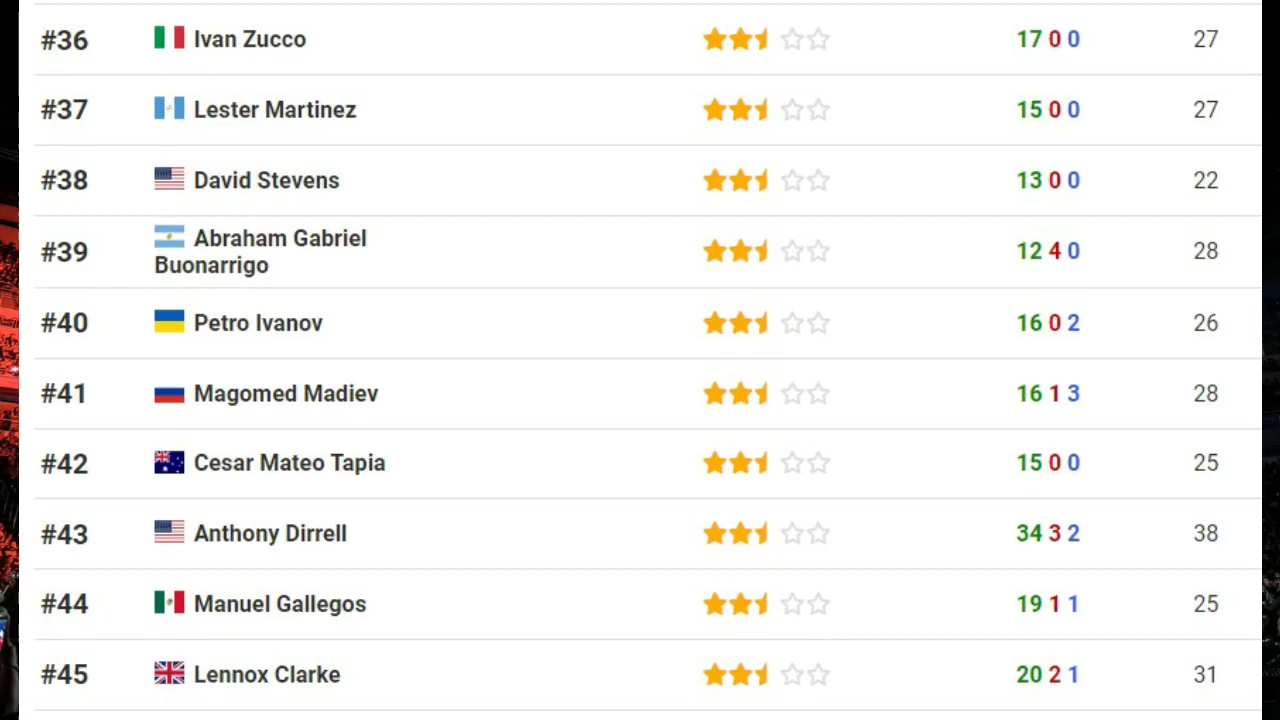 #36 Ivan Zucco 17 0 0 27
#37 Lester Martinez 15 0 0 27
#38 David Stevens 13 0 0 22
#39 Abraham Gabriel Buonarrigo 12 4 0 28
#40 Petro Ivanov 16 0 2 26
#41 Magomed Madiev 16 1 3 28
#42 Cesar Mateo Tapia 15 0 0 25
#43 Anthony Dirrell 34 3 2 38
#44 Manuel Gallegos 19 1 1 25
#45 Lennox Clarke 20 2 1 31